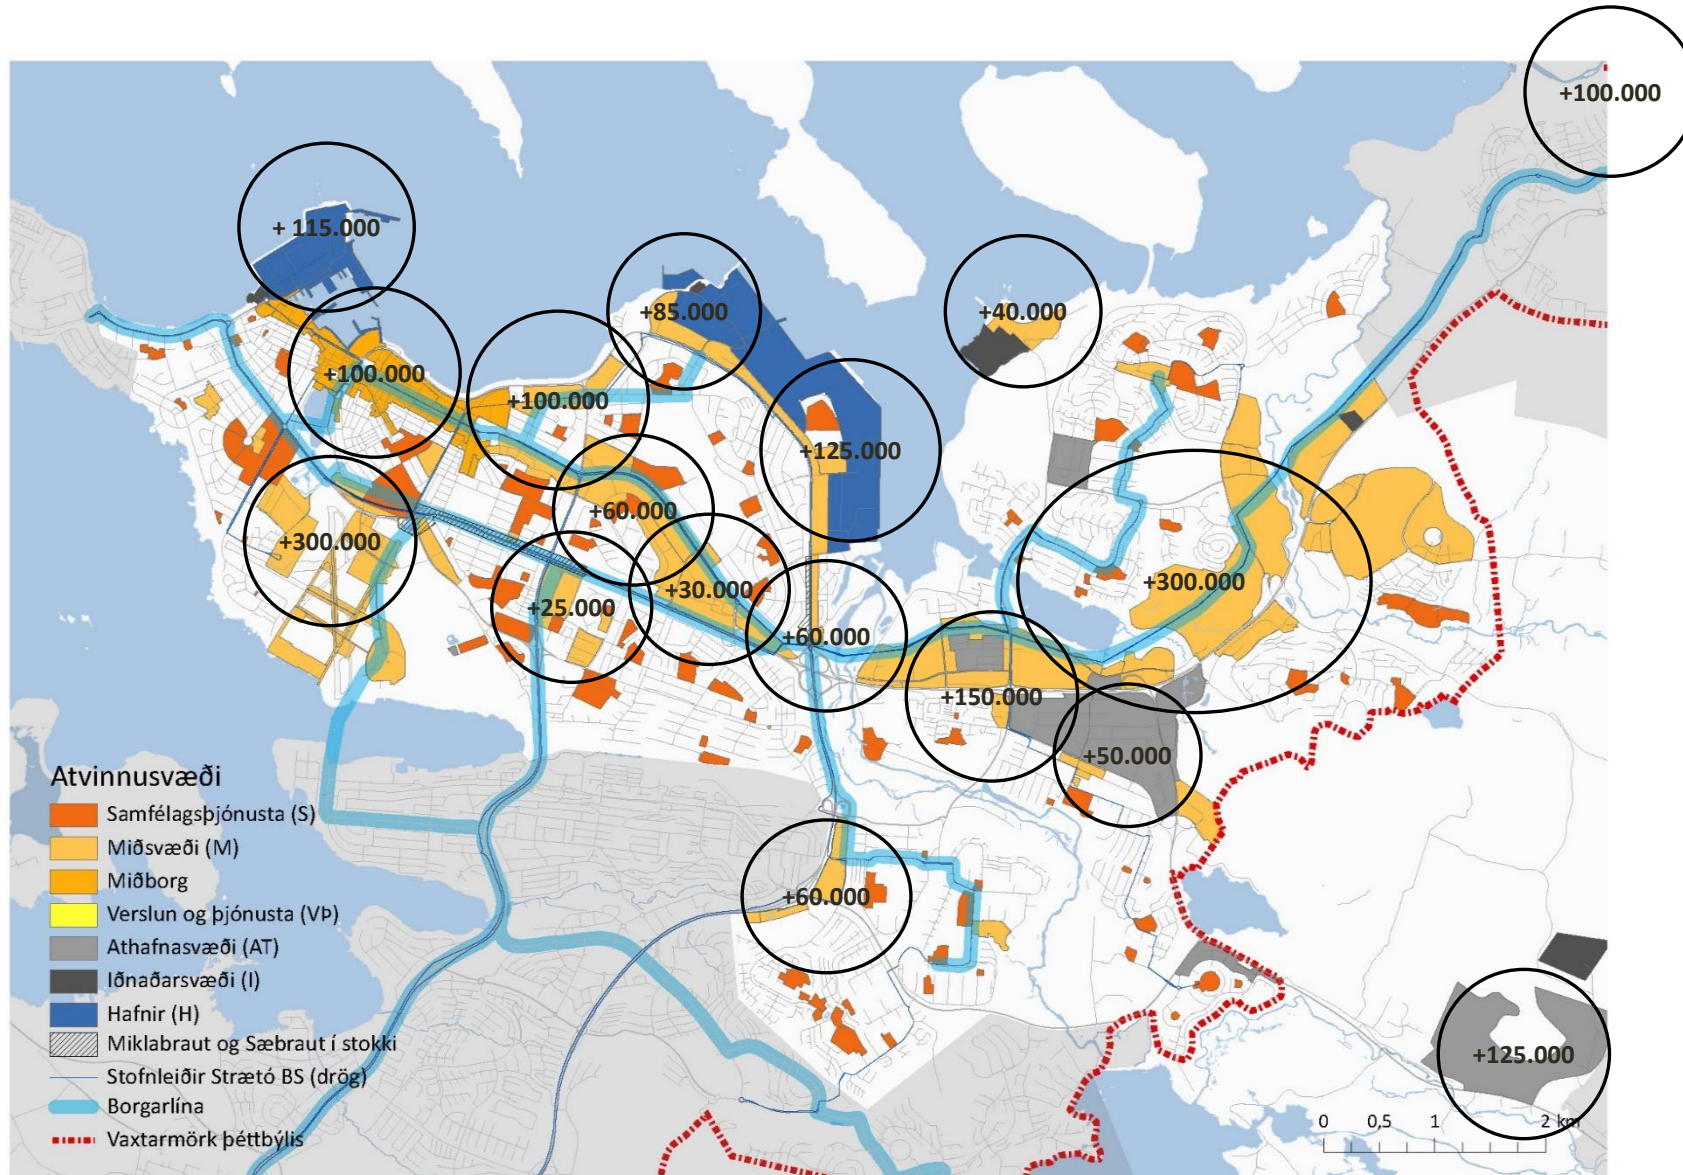 +100.000
+ 115.000
+85.000
+40.000
+100.000
+100.000
+125.000
+60.000
+300.000
+300.000
+30.000
+25.000
+60.000
+150.000
+50.000
+60.000
+125.000
Atvinnusvæði
Samfélagsþjónusta (S)
Miðsvæði (M)
Miðborg
Verslun og þjónusta (VÞ)
Athafnasvæði (AT)
Iðnaðarsvæði (I)
Hafnir (H)
Miklabraut og Sæbraut í stokki
Stofnleiðir Strætó BS (drög)
Borgarlína
Vaxtarmörk þéttbýlis
0 0,5 1 2 km